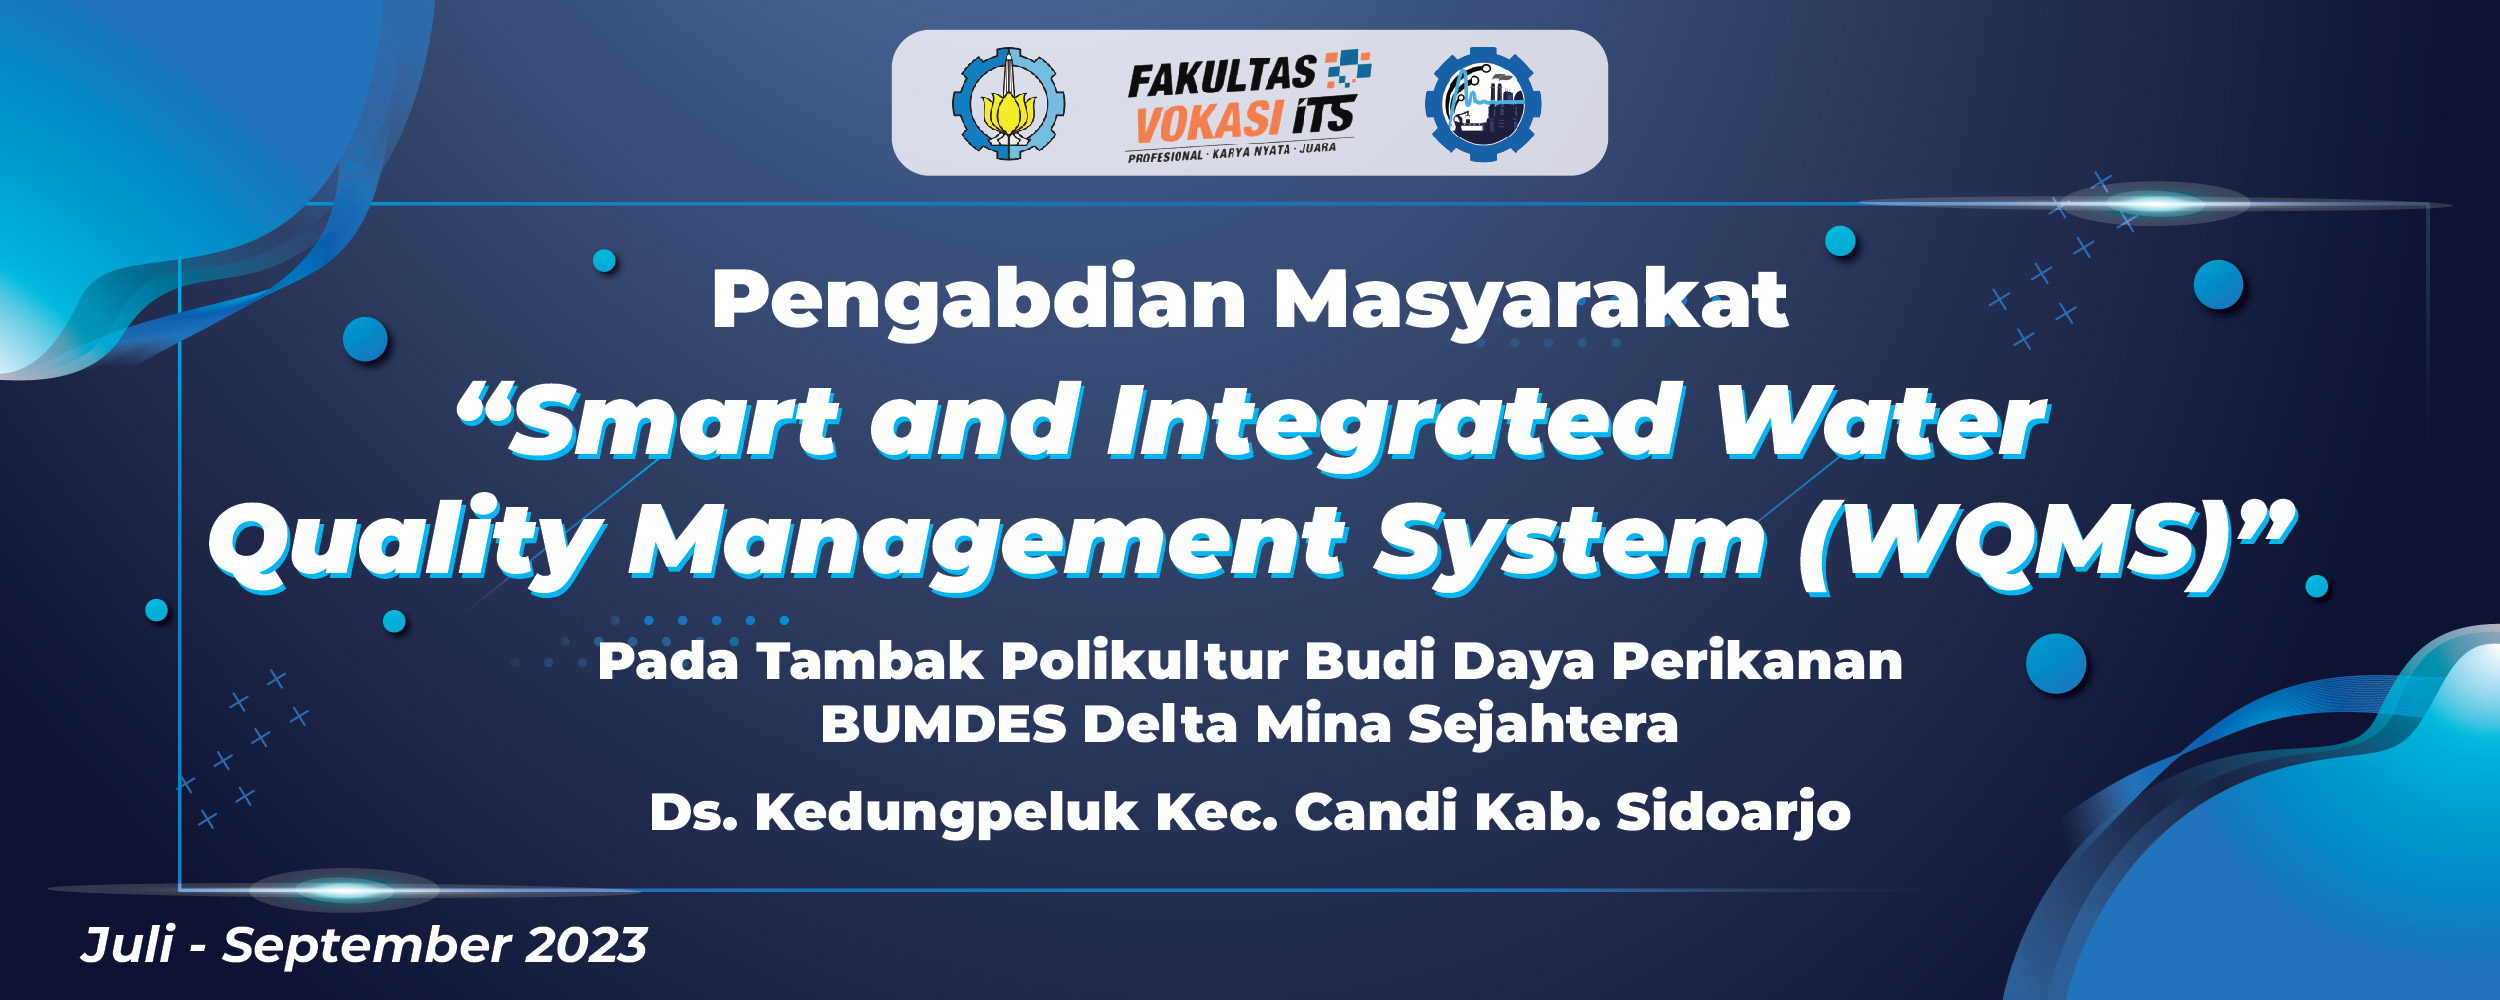 FAKULTAS
VOKASI iTS
PROFESIONAL · KARYA NYATA · JUARA
Pengabdian Masyarakat
“Smart and Integrated Water
Quality Management System (WQMS)”
Pada Tambak Polikultur Budi Daya Perikanan
BUMDES Delta Mina Sejahtera
Ds. Kedungpeluk Kec. Candi Kab. Sidoarjo
Juli - September 2023